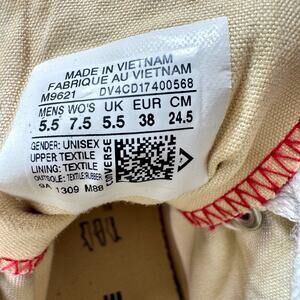 MADE IN VIETNAM
FABRIQUE AU VIETNAM
M9621 DV4CD17400568
MENS WO'S UK EUR CM
5.5 7.5 5.5 38 24.5
GENDER: UNISEX
UPPER: TEXTILE
LINING: TEXTILE
OUTSOLE: TEXTILE/RUBBER
9A 1309 M88
CONVERSE